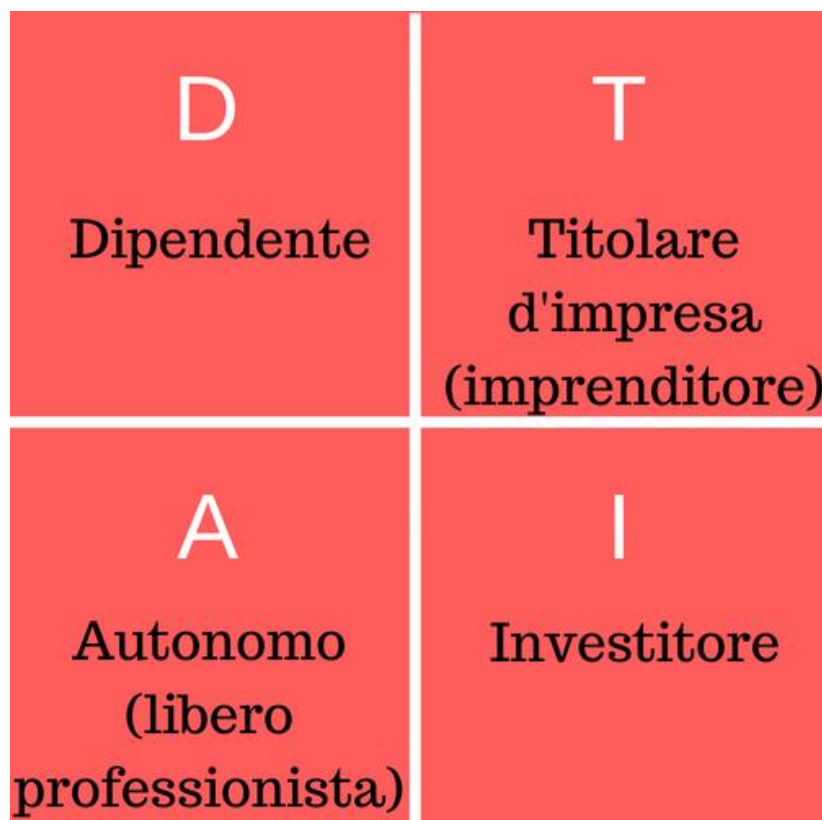 D
Dipendente
T
Titolare
d'impresa
(imprenditore)
A
Autonomo
(libero
professionista)
I
Investitore